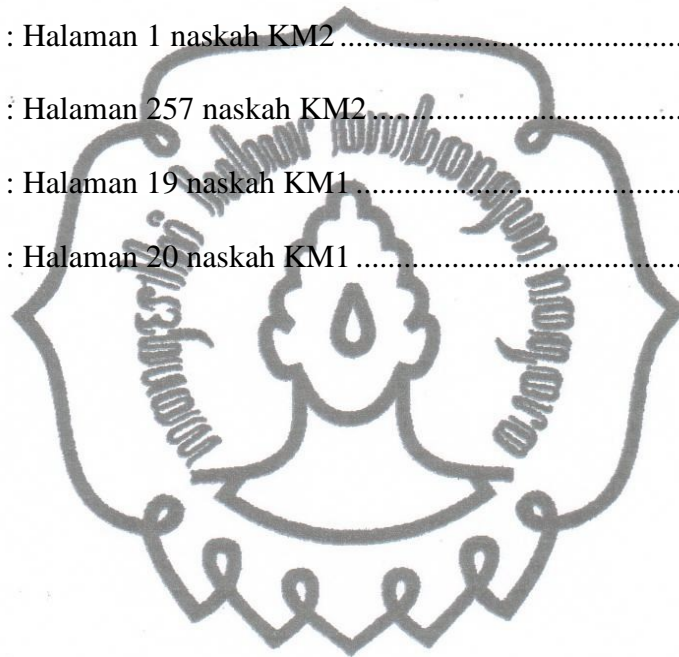 : Halaman 1 naskah KM2 ..........................................
: Halaman 257 naskah KM2 ......................................
: Halaman 19 naskah KM1 ........................................
: Halaman 20 naskah KM1 ........................................